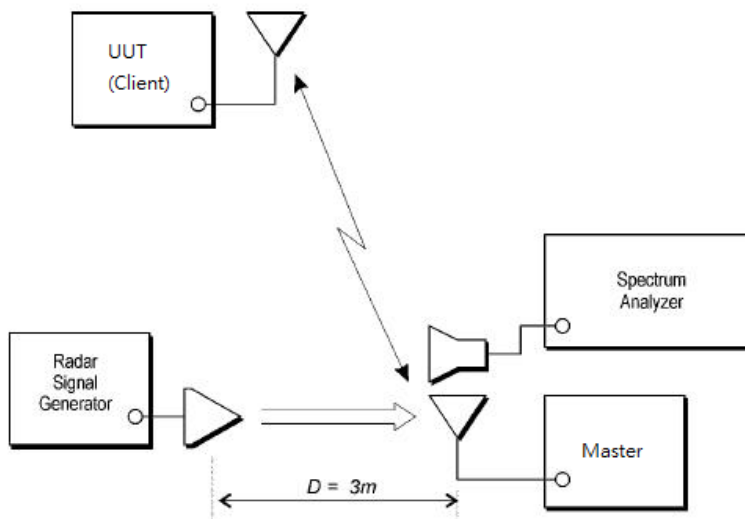 UUT
(Client)
Spectrum
Analyzer
Radar
Signal
Generator
Master
D = 3m